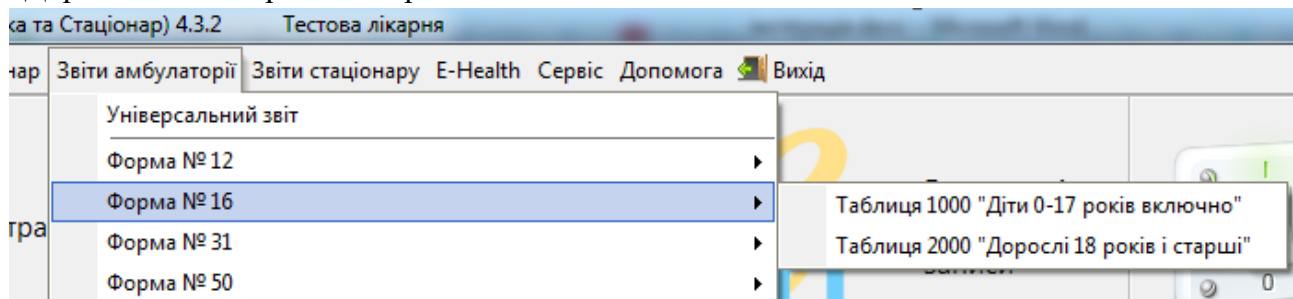 ка та Стаціонар) 4.3.2 Тестова лікарня
нар Звіти амбулаторії Звіти стаціонару E-Health Сервіс Допомога Вихід
Універсальний звіт
Форма № 12
Форма № 16
Таблиця 1000 "Діти 0-17 років включно"
Таблиця 2000 "Дорослі 18 років і старші"
тра
Форма № 31
Форма № 50
0